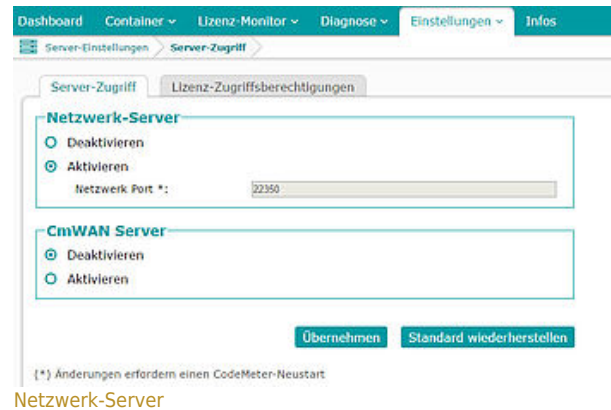 Dashboard Container Lizenz-Monitor Diagnose Einstellungen Infos
Server-Einstellungen Server-Zugriff
Server-Zugriff Lizenz-Zugriffsberechtigungen
Netzwerk-Server
Deaktivieren
Aktivieren
Netzwerk Port *: 22350
CmWAN Server
Deaktivieren
Aktivieren
Übernehmen Standard wiederherstellen
(*) Änderungen erfordern einen CodeMeter-Neustart
Netzwerk-Server